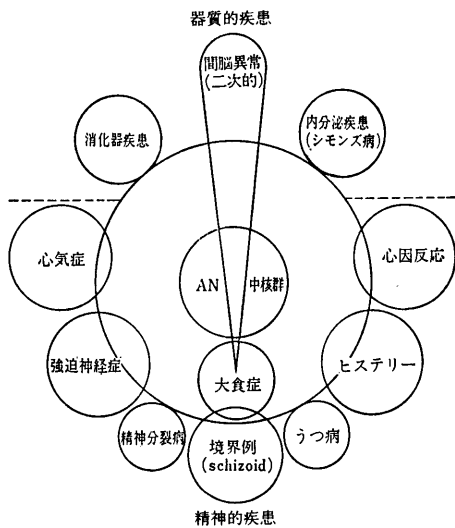 器質的疾患
間脳異常
(二次的)
消化器疾患
内分泌疾患
(シモンズ病)
心気症
心因反応
AN 中核群
強迫神経症
ヒステリー
大食症
精神分裂病
境界例
(schizoid)
うつ病
精神的疾患